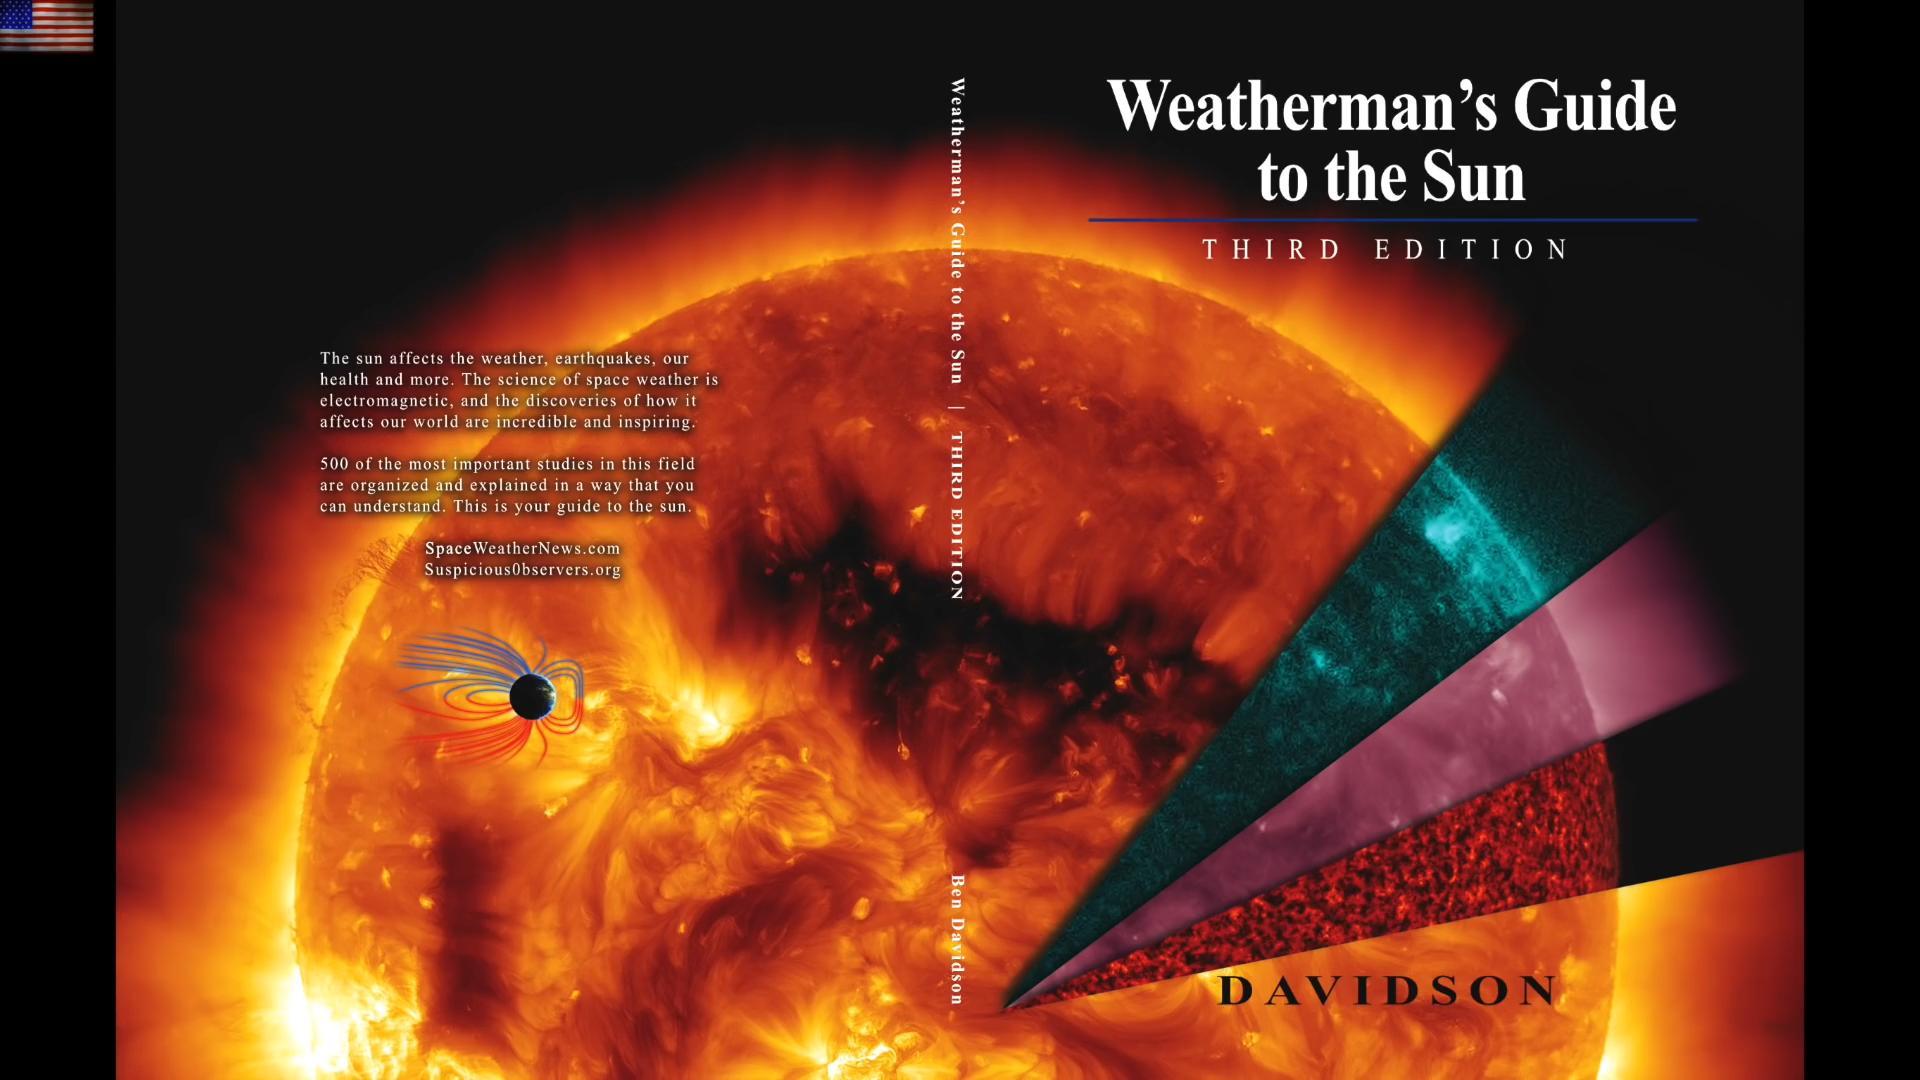 The sun affects the weather, earthquakes, our
health and more. The science of space weather is
electromagnetic, and the discoveries of how it
affects our world are incredible and inspiring.
500 of the most important studies in this field
are organized and explained in a way that you
can understand. This is your guide to the sun.
SpaceWeatherNews.com
Suspicious0bservers.org
Weatherman's Guide to the Sun | THIRD EDITION
Ben Davidson
Weatherman's Guide
to the Sun
THIRD EDITION
DAVIDSON